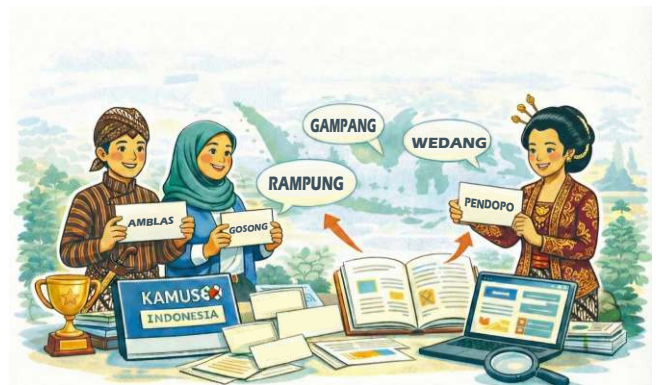 GAMPANG
WEDANG
RAMPUNG
PENDOPO
AMBLAS
GOSONG
KAMUS
INDONESIA